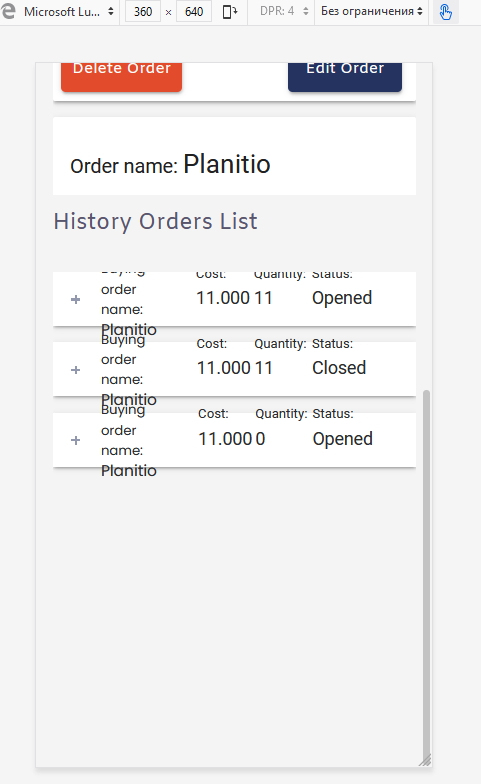 Microsoft Lu... 360 × 640 DPR: 4 Без ограничения
Delete Order Edit Order
Order name: Planitio
History Orders List
Buying order name: Planitio
Cost: Quantity: Status:
11.000 11 Opened
Buying order name: Planitio
Cost: Quantity: Status:
11.000 11 Closed
Buying order name: Planitio
Cost: Quantity: Status:
11.000 0 Opened